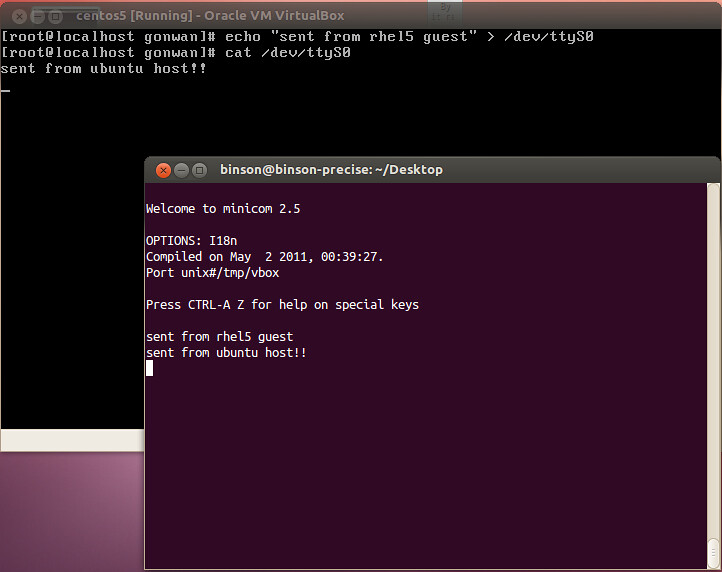 centos5 [Running] - Oracle VM VirtualBox
[root@localhost gonwan]# echo "sent from rhel5 guest" > /dev/ttyS0
[root@localhost gonwan]# cat /dev/ttyS0
sent from ubuntu host!!
binson@binson-precise: ~/Desktop
Welcome to minicom 2.5
OPTIONS: I18n
Compiled on May  2 2011, 00:39:27.
Port unix#/tmp/vbox
Press CTRL-A Z for help on special keys
sent from rhel5 guest
sent from ubuntu host!!